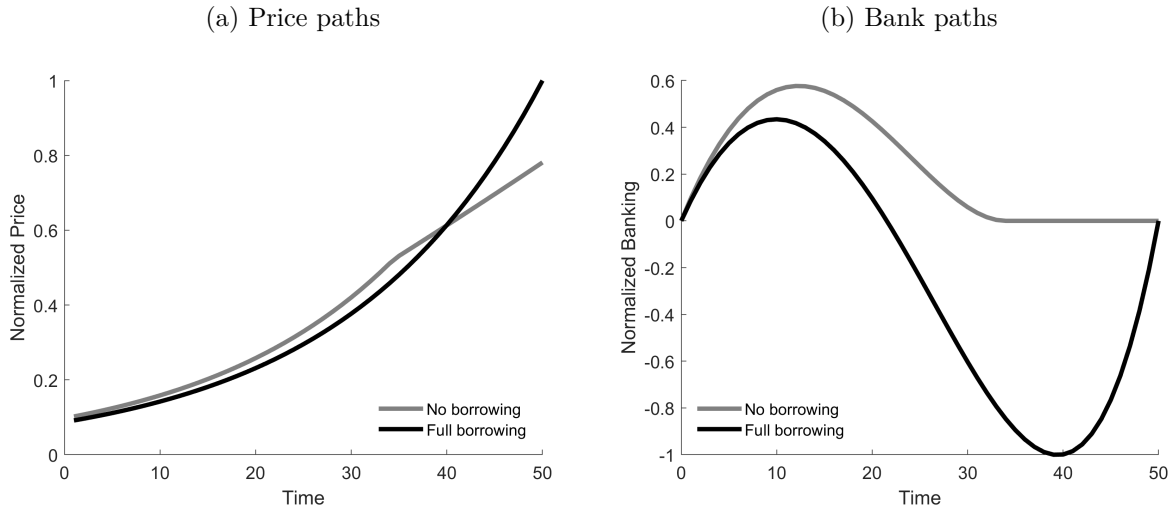 (a) Price paths
Normalized Price
1
0.8
0.6
0.4
0.2
0
0 10 20 30 40 50
Time
No borrowing
Full borrowing
(b) Bank paths
Normalized Banking
0.6
0.4
0.2
0
-0.2
-0.4
-0.6
-0.8
-1
0 10 20 30 40 50
Time
No borrowing
Full borrowing